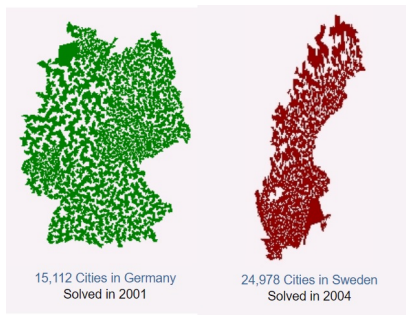 15,112 Cities in Germany
Solved in 2001
24,978 Cities in Sweden
Solved in 2004